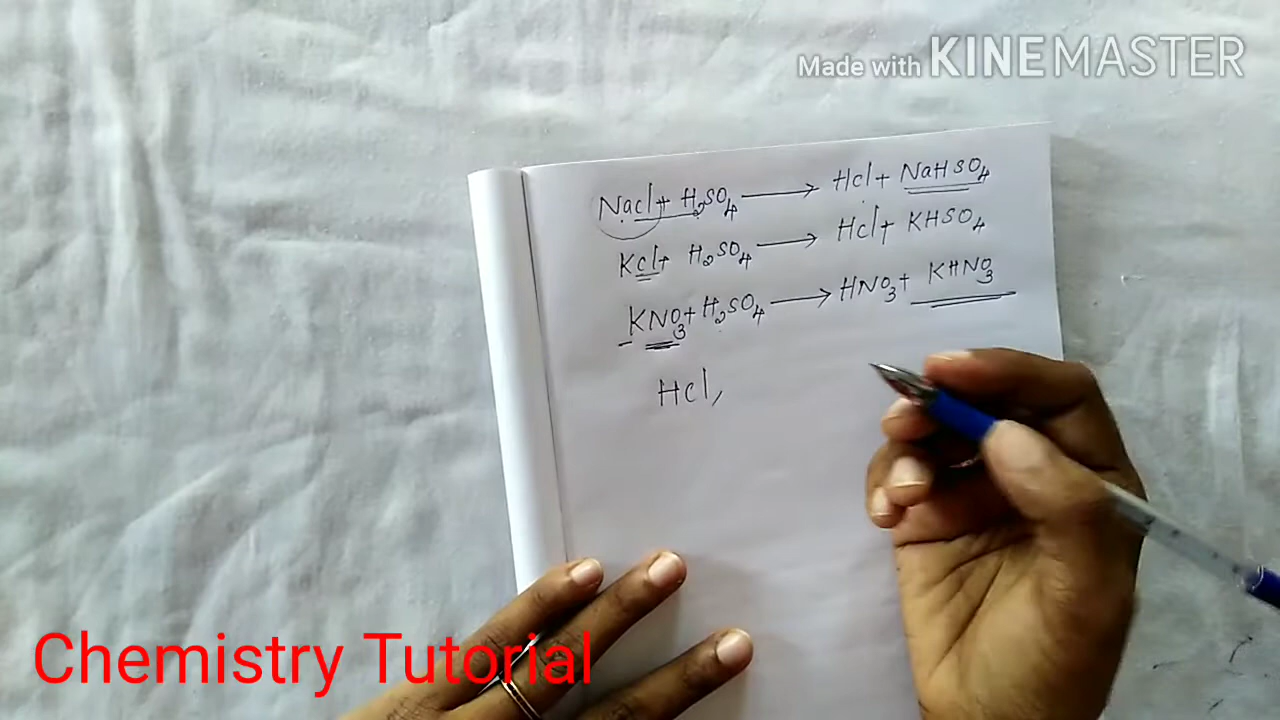 Made with KINEMASTER
Nacl + H₂SO₄ → Hcl + NaHSO₄
Kcl + H₂SO₄ → Hcl + KHSO₄
KNO₃ + H₂SO₄ → HNO₃ + KHNO₃
Hcl,
Chemistry Tutorial